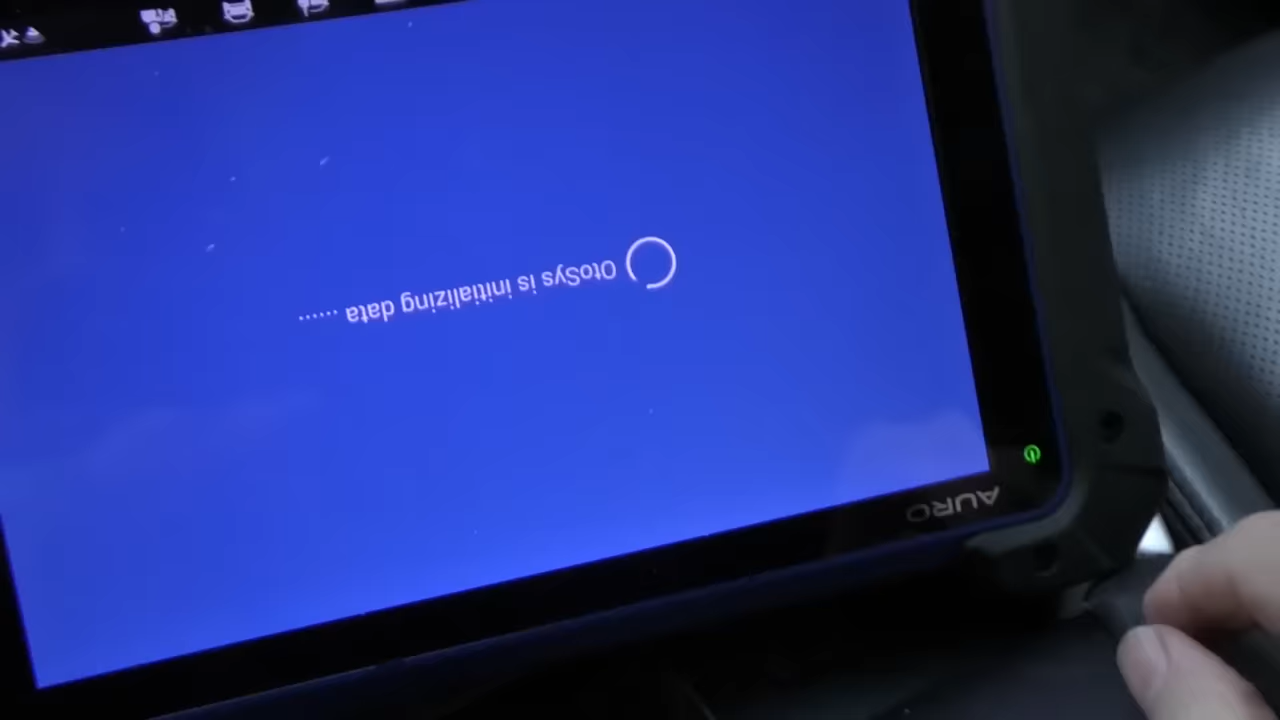 AURO
OtoSys is initializing data ......